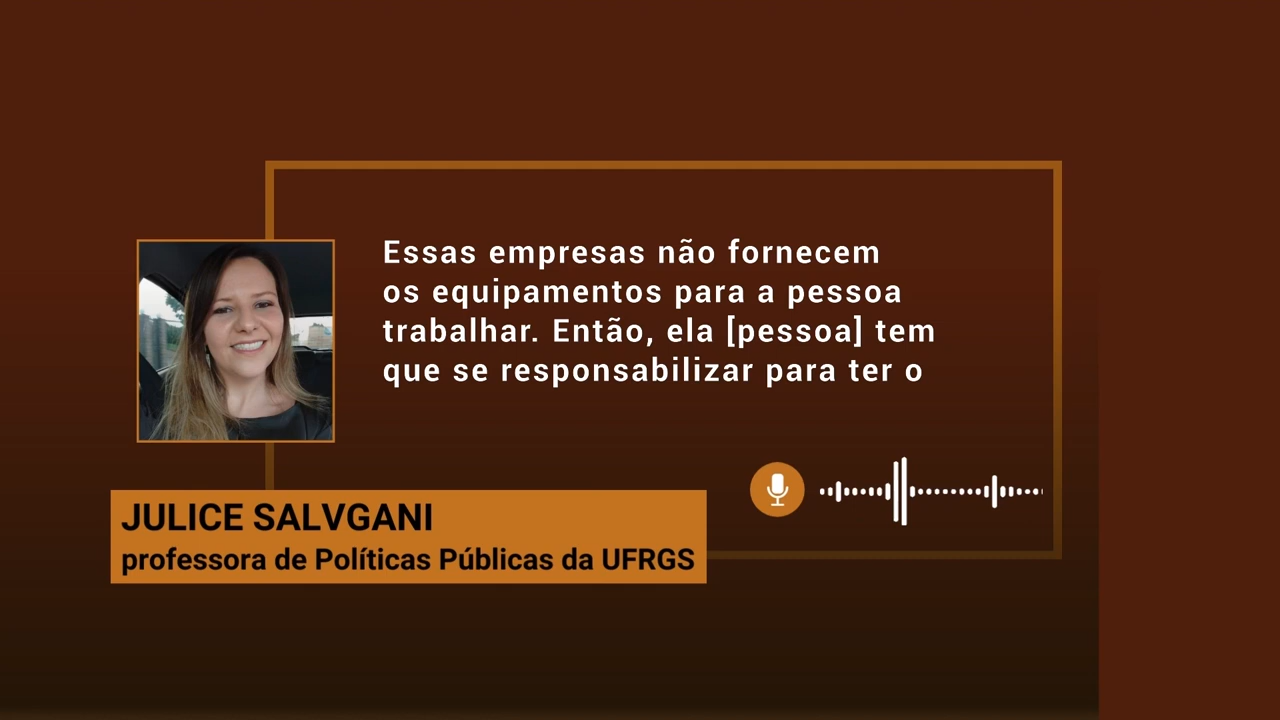 Essas empresas não fornecem
os equipamentos para a pessoa
trabalhar. Então, ela [pessoa] tem
que se responsabilizar para ter o
JULICE SALVGANI
professora de Políticas Públicas da UFRGS